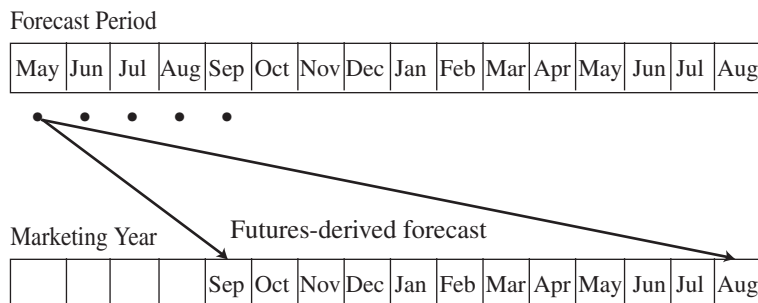 Forecast Period
May Jun Jul Aug Sep Oct Nov Dec Jan Feb Mar Apr May Jun Jul Aug
Futures-derived forecast
Marketing Year
Sep Oct Nov Dec Jan Feb Mar Apr May Jun Jul Aug